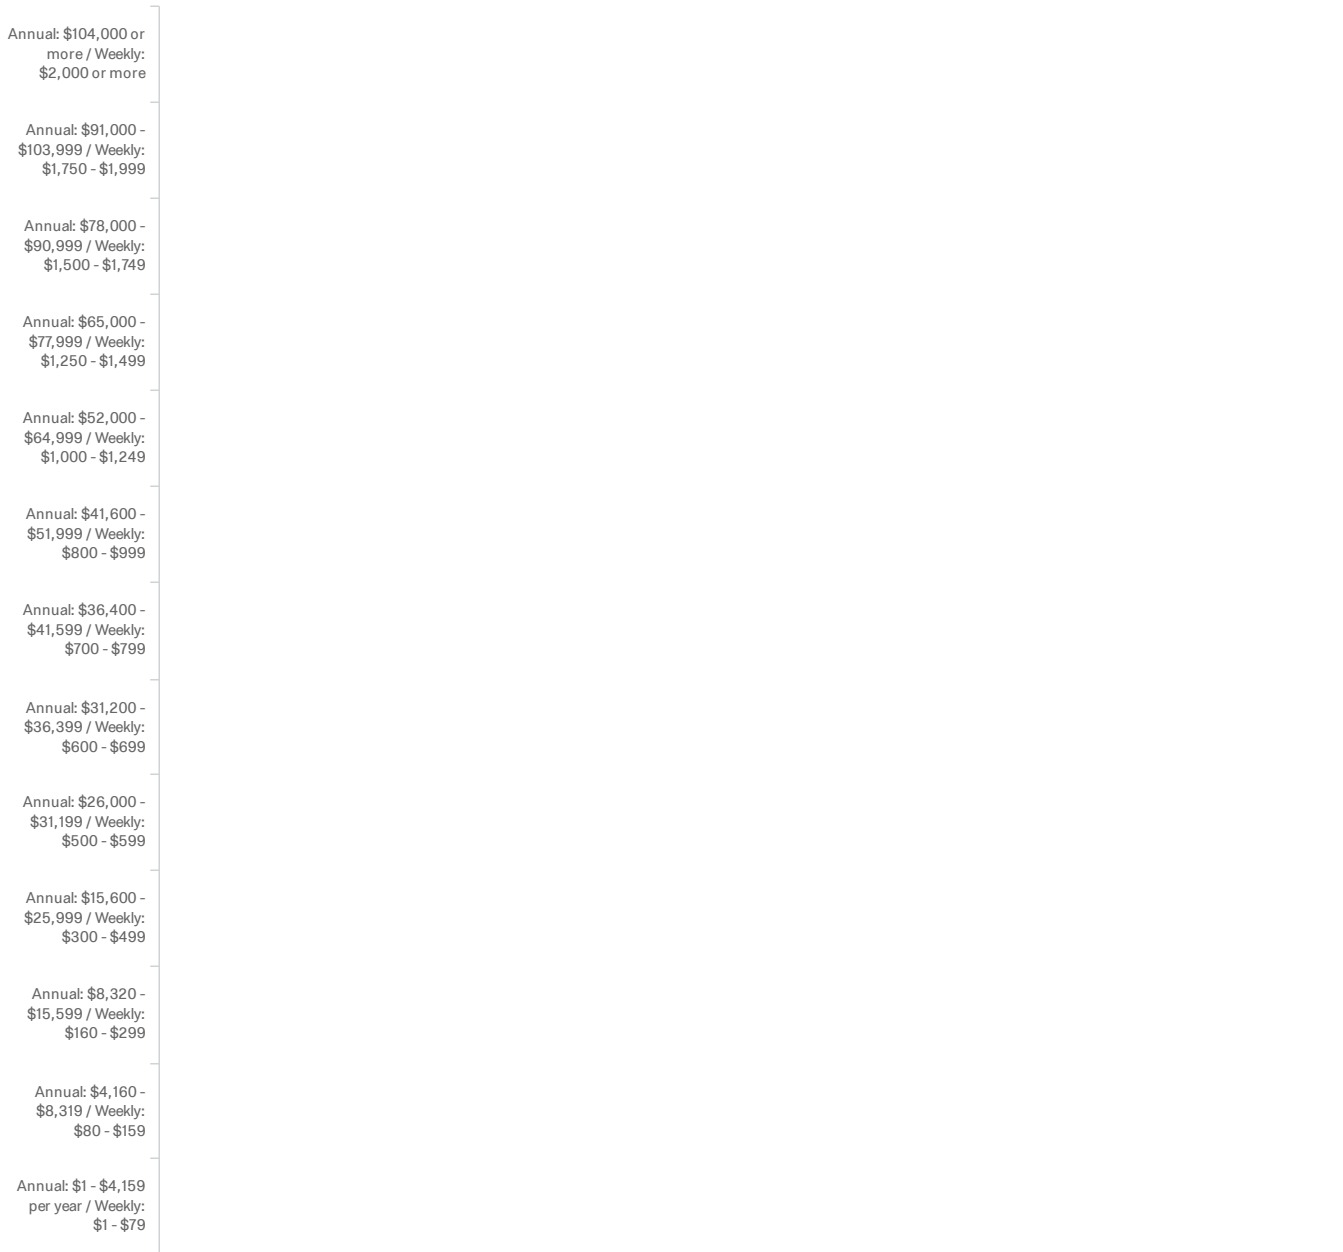 Annual: $104,000 or
more / Weekly:
$2,000 or more
Annual: $91,000 -
$103,999 / Weekly:
$1,750 - $1,999
Annual: $78,000 -
$90,999 / Weekly:
$1,500 - $1,749
Annual: $65,000 -
$77,999 / Weekly:
$1,250 - $1,499
Annual: $52,000 -
$64,999 / Weekly:
$1,000 - $1,249
Annual: $41,600 -
$51,999 / Weekly:
$800 - $999
Annual: $36,400 -
$41,599 / Weekly:
$700 - $799
Annual: $31,200 -
$36,399 / Weekly:
$600 - $699
Annual: $26,000 -
$31,199 / Weekly:
$500 - $599
Annual: $15,600 -
$25,999 / Weekly:
$300 - $499
Annual: $8,320 -
$15,599 / Weekly:
$160 - $299
Annual: $4,160 -
$8,319 / Weekly:
$80 - $159
Annual: $1 - $4,159
per year / Weekly:
$1 - $79